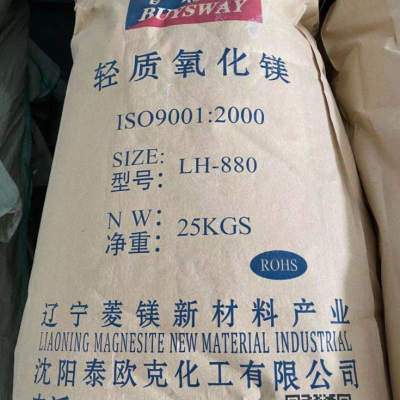 BUYSWAY
轻质氧化镁
ISO9001:2000
SIZE:
型号: LH-880
N W:
净重: 25KGS
ROHS
辽宁菱镁新材料产业
LIAONING MAGNESITE NEW MATERIAL INDUSTRIAL
沈阳泰欧克化工有限公司